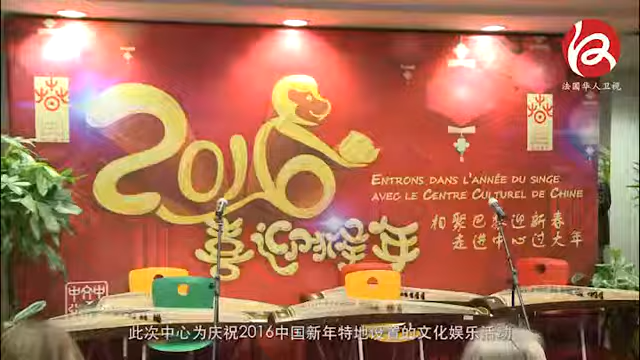 法国华人卫视
2016
ENTRONS DANS L'ANNÉE DU SINGE
AVEC LE CENTRE CULTUREL DE CHINE
喜迎猴年
相聚巴黎迎新春
走进中心过大年
此次中心为庆祝2016中国新年特地设置的文化娱乐活动